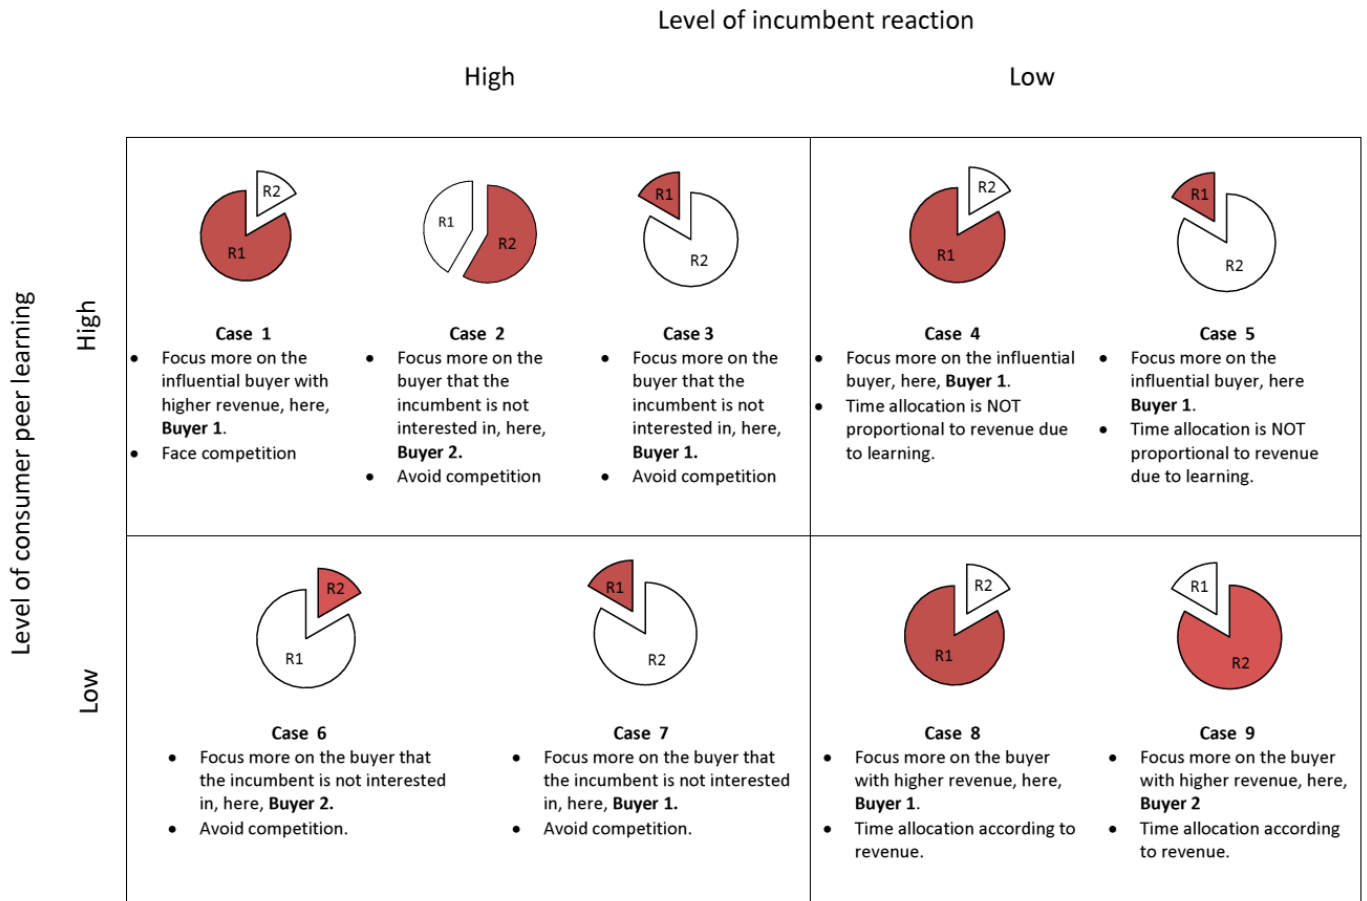 Level of incumbent reaction
High
Low
Level of consumer peer learning
High
R2
R1
Case 1
• Focus more on the
influential buyer with
higher revenue, here,
Buyer 1.
• Face competition
R1
R2
Case 2
• Focus more on the
buyer that the
incumbent is not
interested in, here,
Buyer 2.
• Avoid competition
R1
R2
Case 3
• Focus more on the
buyer that the
incumbent is not
interested in, here,
Buyer 1.
• Avoid competition
R2
R1
Case 4
• Focus more on the influential
buyer, here, Buyer 1.
• Time allocation is NOT
proportional to revenue due
to learning.
R1
R2
Case 5
• Focus more on the
influential buyer, here
Buyer 1.
• Time allocation is NOT
proportional to revenue
due to learning.
Low
R2
R1
Case 6
• Focus more on the buyer that
the incumbent is not interested
in, here, Buyer 2.
• Avoid competition.
R1
R2
Case 7
• Focus more on the buyer that
the incumbent is not interested
in, here, Buyer 1.
• Avoid competition.
R2
R1
Case 8
• Focus more on the buyer
with higher revenue, here,
Buyer 1.
• Time allocation according to
revenue.
R1
R2
Case 9
• Focus more on the buyer
with higher revenue, here,
Buyer 2
• Time allocation according
to revenue.